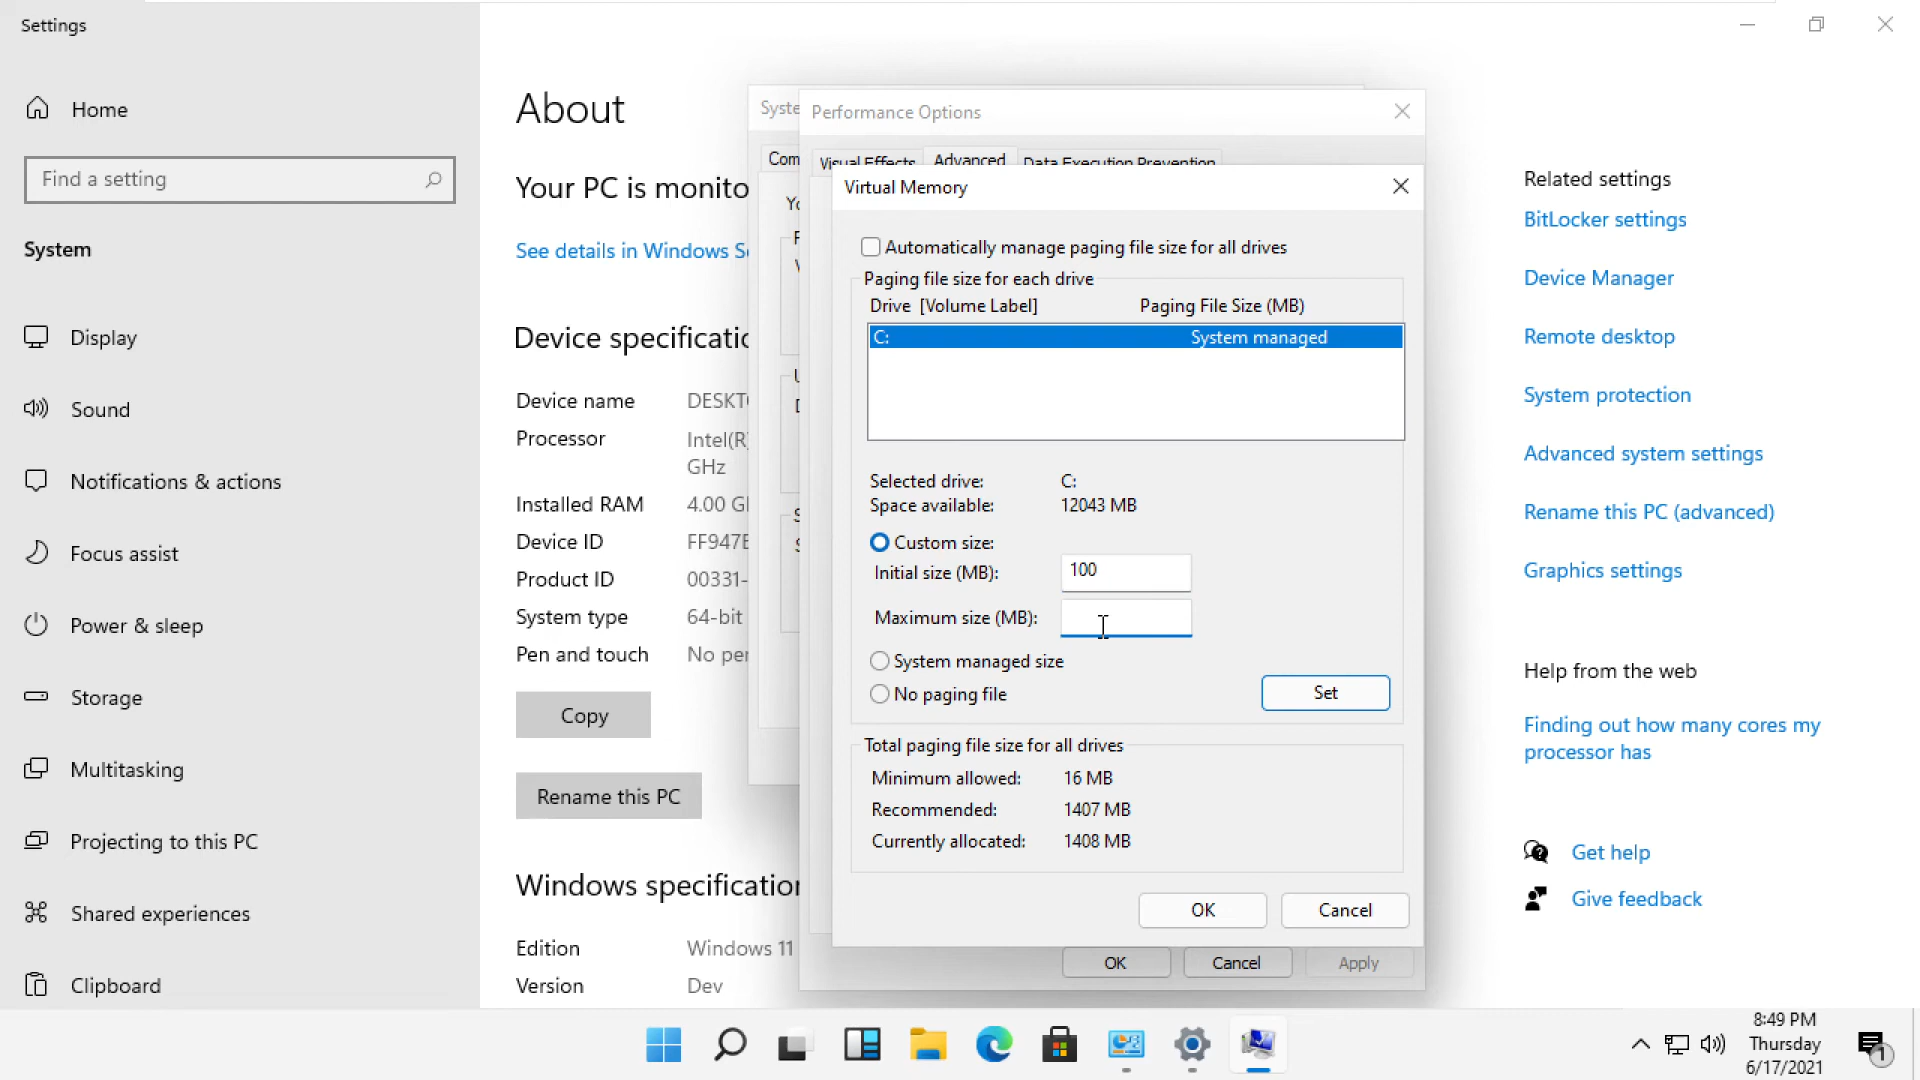 Settings
Home
Find a setting
System
Display
Sound
Notifications & actions
Focus assist
Power & sleep
Storage
Multitasking
Projecting to this PC
Shared experiences
Clipboard
About
Your PC is monito
See details in Windows
Device specificatio
Device name DESKT
Processor Intel(R)
GHz
Installed RAM 4.00 G
Device ID FF947E
Product ID 00331-
System type 64-bit
Pen and touch No pe
Copy
Rename this PC
Windows specification
Edition Windows 11
Version Dev
Syste
Com
Performance Options
Visual Effects Advanced Data Execution Prevention
Virtual Memory
Automatically manage paging file size for all drives
Paging file size for each drive
Drive [Volume Label] Paging File Size (MB)
C: System managed
Selected drive: C:
Space available: 12043 MB
Custom size:
Initial size (MB): 100
Maximum size (MB):
System managed size
No paging file
Set
Total paging file size for all drives
Minimum allowed: 16 MB
Recommended: 1407 MB
Currently allocated: 1408 MB
OK Cancel
OK Cancel Apply
Related settings
BitLocker settings
Device Manager
Remote desktop
System protection
Advanced system settings
Rename this PC (advanced)
Graphics settings
Help from the web
Finding out how many cores my
processor has
Get help
Give feedback
8:49 PM
Thursday
6/17/2021
1